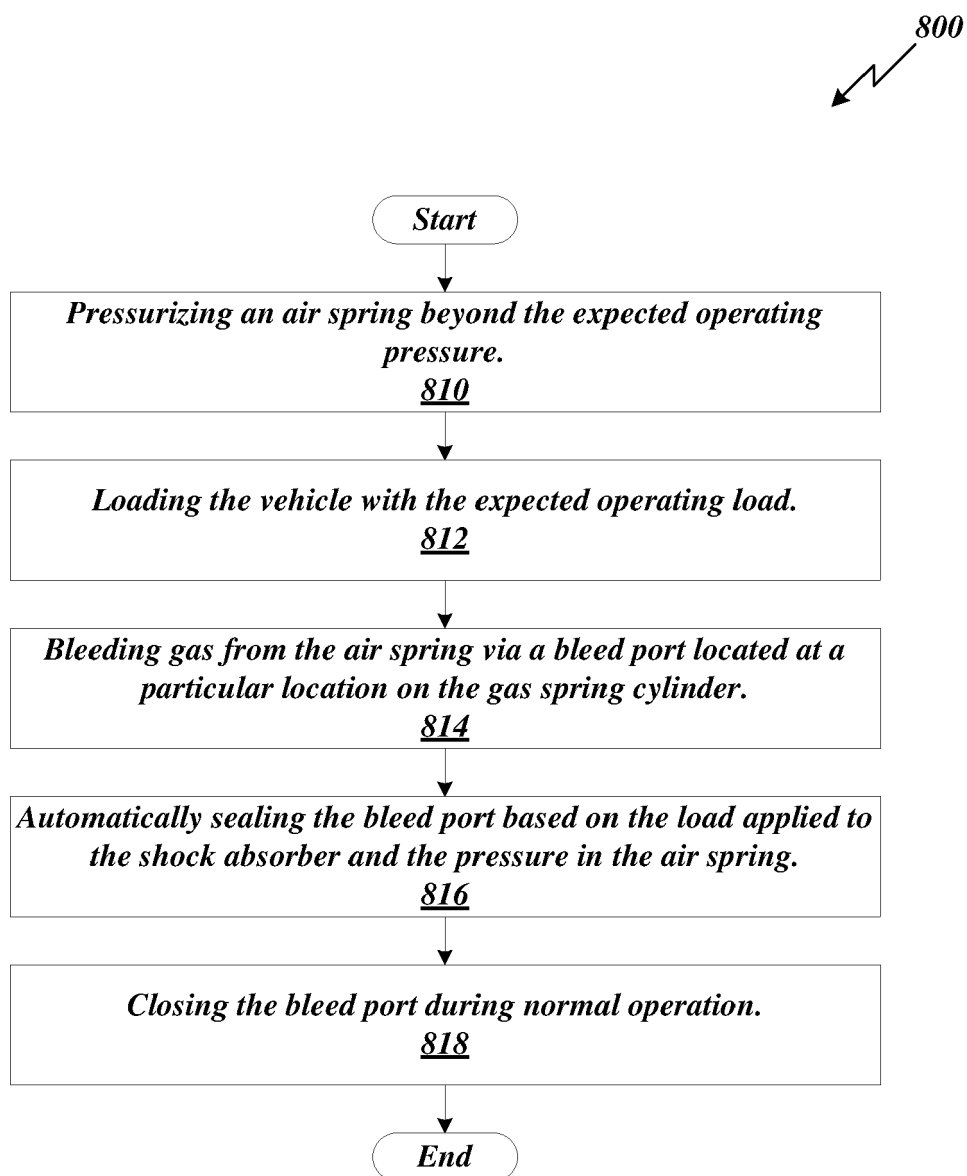 800
Start
Pressurizing an air spring beyond the expected operating
pressure.
810
Loading the vehicle with the expected operating load.
812
Bleeding gas from the air spring via a bleed port located at a
particular location on the gas spring cylinder.
814
Automatically sealing the bleed port based on the load applied to
the shock absorber and the pressure in the air spring.
816
Closing the bleed port during normal operation.
818
End